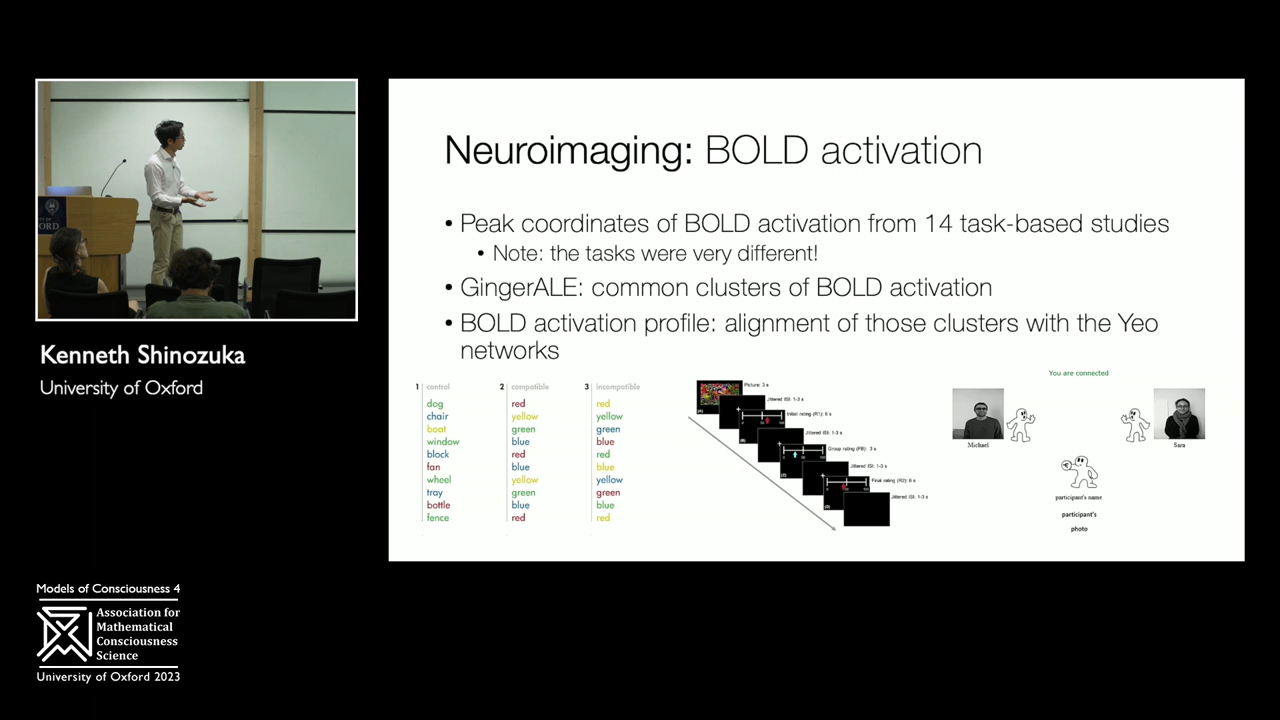 Neuroimaging: BOLD activation
• Peak coordinates of BOLD activation from 14 task-based studies
• Note: the tasks were very different!
• GingerALE: common clusters of BOLD activation
• BOLD activation profile: alignment of those clusters with the Yeo
networks
1 control
dog
chair
boat
window
block
fan
wheel
tray
bottle
fence
2 compatible
red
yellow
green
blue
red
blue
yellow
green
blue
red
3 incompatible
yellow
yellow
green
blue
red
blue
yellow
green
blue
red
Picture: 3 s
Jittered ISI: 1-3 s
Initial rating (R1): 6 s
Jittered ISI: 1-3 s
Group rating (FB): 3 s
Jittered ISI: 1-3 s
Final rating (R2): 6 s
Jittered ISI: 1-3 s
You are connected
Michael
Sara
participant's name
participant's
photo
Kenneth Shinozuka
University of Oxford
Models of Consciousness 4
Association for
Mathematical
Consciousness
Science
University of Oxford 2023